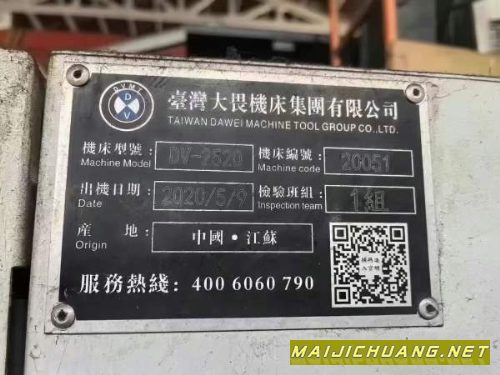 DVMT
D
V
臺灣大畏機床集團有限公司
TAIWAN DAWEI MACHINE TOOL GROUP CO.,LTD.
機床型號: DV-2520 機床編號: 20051
Machine Model Machine code
出機日期: 2020/5/9 檢驗班組: 1組
Date Inspection team
產 地: 中國·江蘇
Origin
服務熱綫: 400 6060 790
MAIJICHUANG.NET